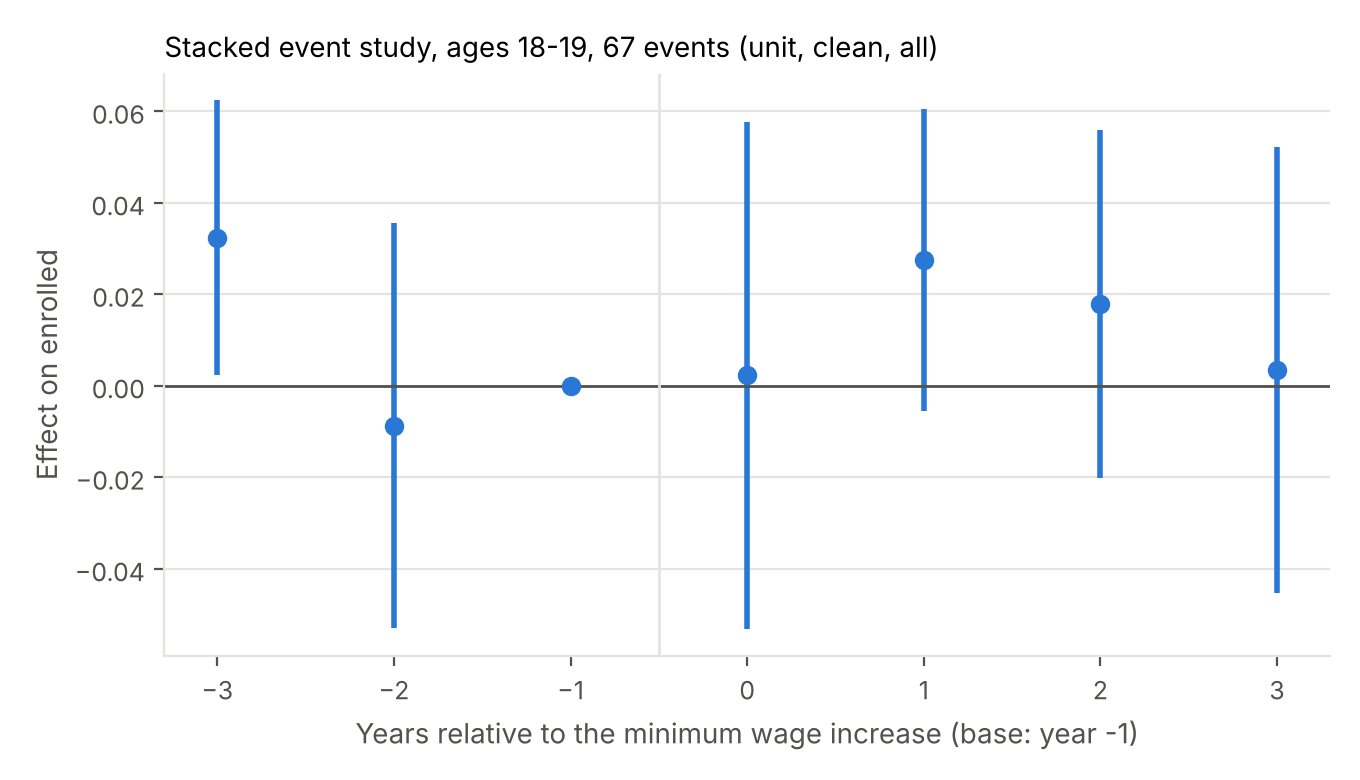 Stacked event study, ages 18-19, 67 events (unit, clean, all)
Effect on enrolled
0.06
0.04
0.02
0.00
−0.02
−0.04
−3 −2 −1 0 1 2 3
Years relative to the minimum wage increase (base: year -1)